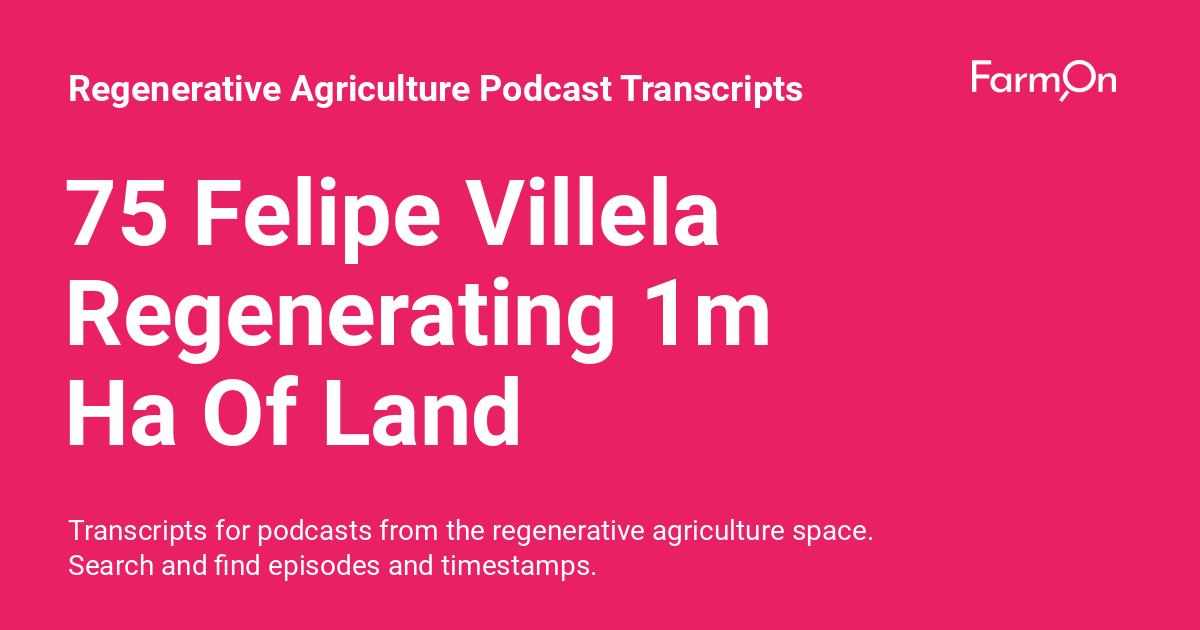 Regenerative Agriculture Podcast Transcripts
FarmOn
75 Felipe Villela
Regenerating 1m
Ha Of Land
Transcripts for podcasts from the regenerative agriculture space.
Search and find episodes and timestamps.